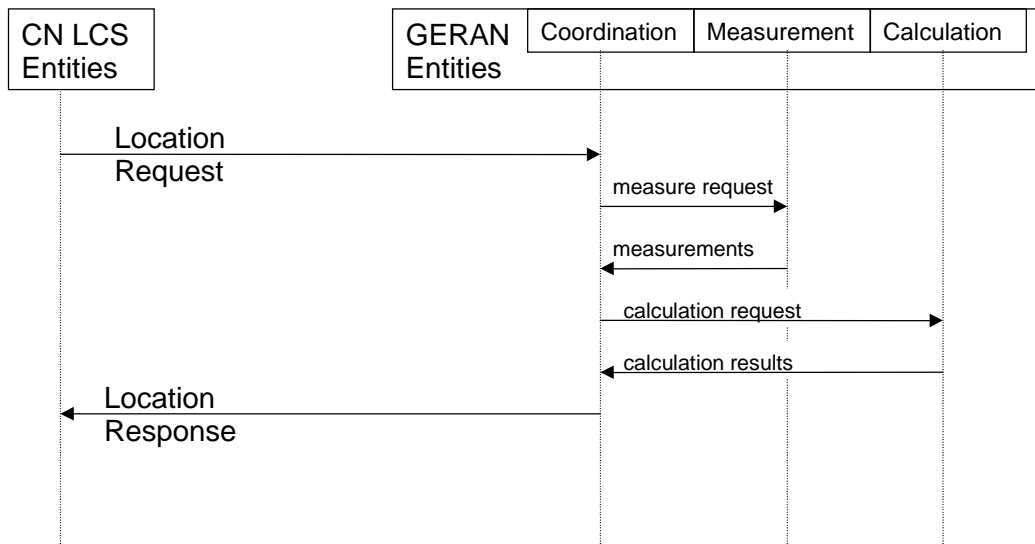 CN LCS
Entities
GERAN
Entities
Coordination
Measurement
Calculation
Location
Request
measure request
measurements
calculation request
calculation results
Location
Response